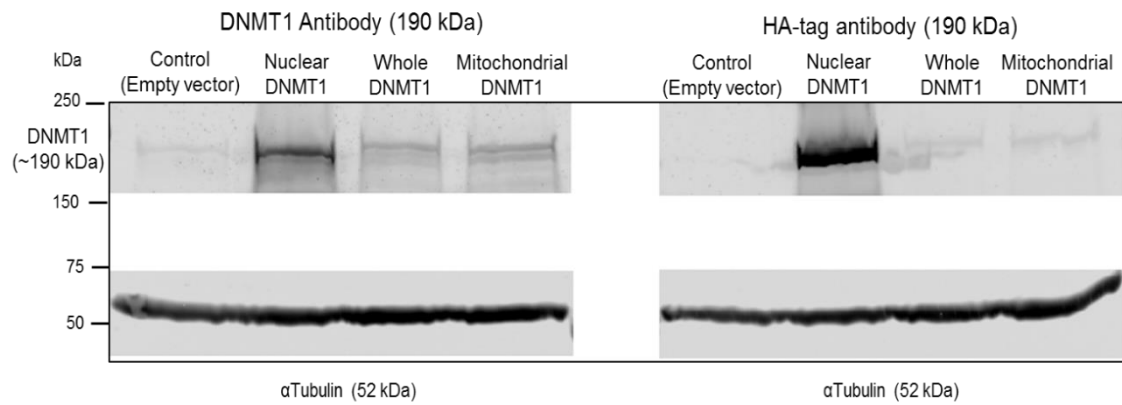 DNMT1 Antibody (190 kDa)
HA-tag antibody (190 kDa)
kDa
Control
(Empty vector)
Nuclear
DNMT1
Whole
DNMT1
Mitochondrial
DNMT1
Control
(Empty vector)
Nuclear
DNMT1
Whole
DNMT1
Mitochondrial
DNMT1
250
DNMT1
(~190 kDa)
150
75
50
αTubulin (52 kDa)
αTubulin (52 kDa)